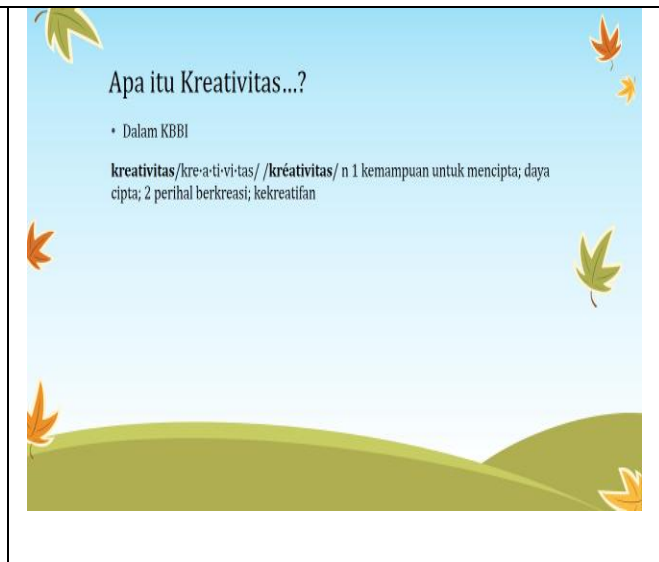 Apa itu Kreativitas...?
• Dalam KBBI
kreativitas/kre·a·ti·vi·tas/ /kréativitas/ n 1 kemampuan untuk mencipta; daya
cipta; 2 perihal berkreasi; kekreatifan